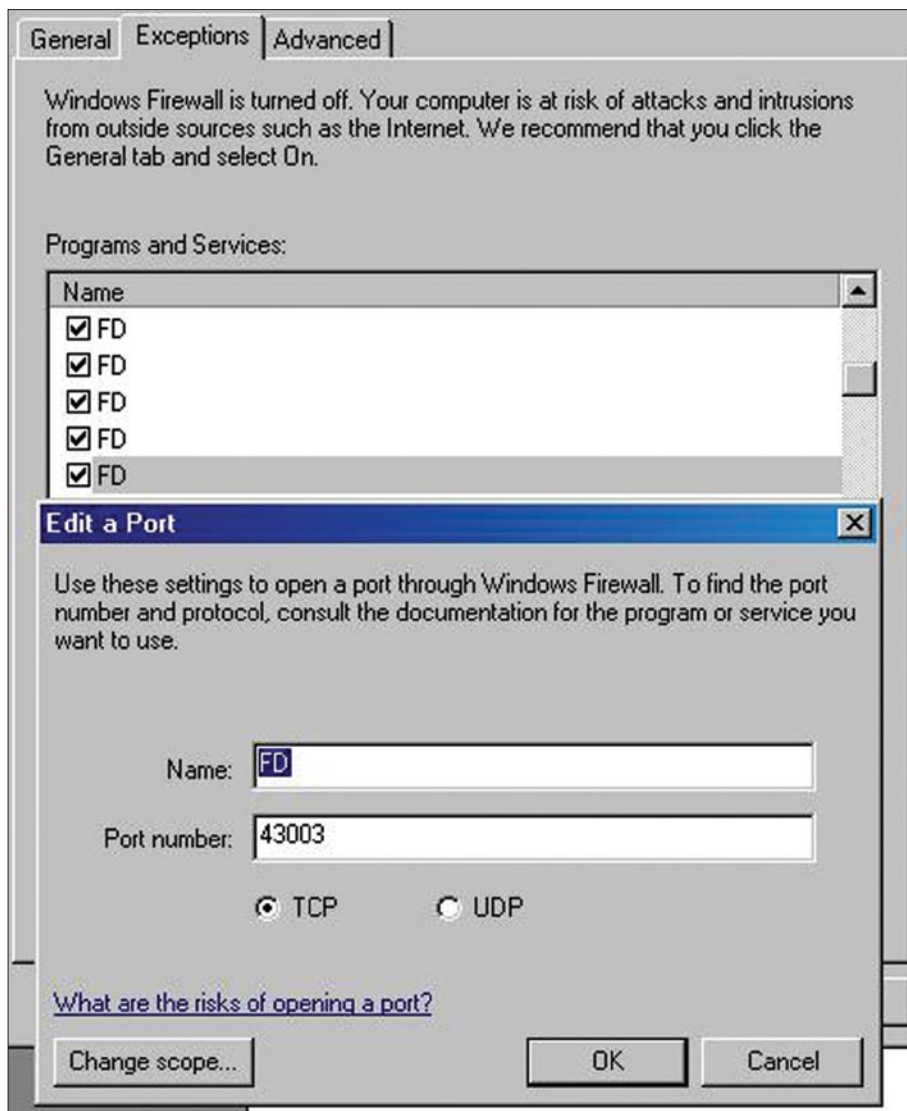 General Exceptions Advanced
Windows Firewall is turned off. Your computer is at risk of attacks and intrusions
from outside sources such as the Internet. We recommend that you click the
General tab and select On.
Programs and Services:
Name
FD
FD
FD
FD
FD
Edit a Port
Use these settings to open a port through Windows Firewall. To find the port
number and protocol, consult the documentation for the program or service you
want to use.
Name: FD
Port number: 43003
TCP UDP
What are the risks of opening a port?
Change scope... OK Cancel